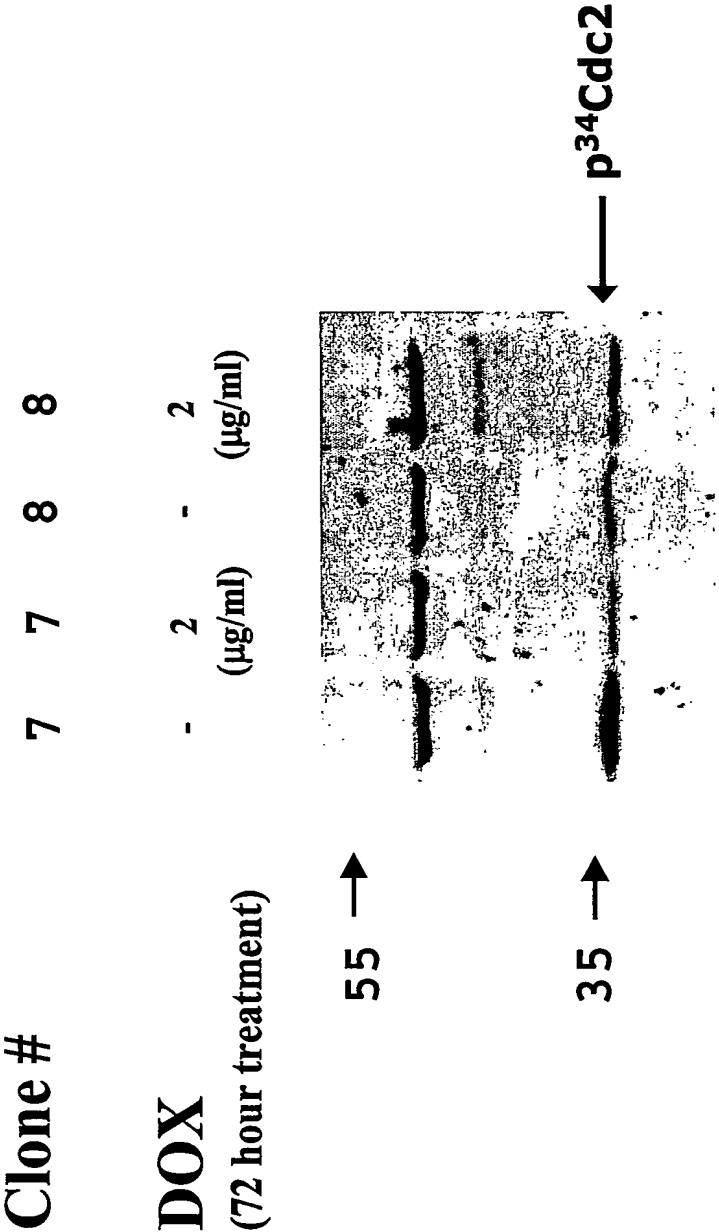 Clone # 7 7 8 8
DOX - 2 - 2
(72 hour treatment) (µg/ml) (µg/ml)
55
35
p³⁴Cdc2